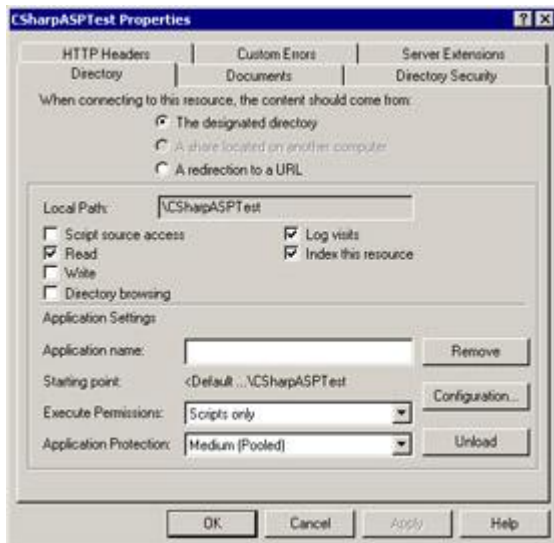 CSharpASPTest Properties
HTTP Headers Custom Errors Server Extensions
Directory Documents Directory Security
When connecting to this resource, the content should come from:
The designated directory
A share located on another computer
A redirection to a URL
Local Path: \CSharpASPTest
Script source access Log visits
Read Index this resource
Write
Directory browsing
Application Settings
Application name: Remove
Starting point: <Default ...\CSharpASPTest
Configuration...
Execute Permissions: Scripts only
Application Protection: Medium (Pooled) Unload
OK Cancel Apply Help